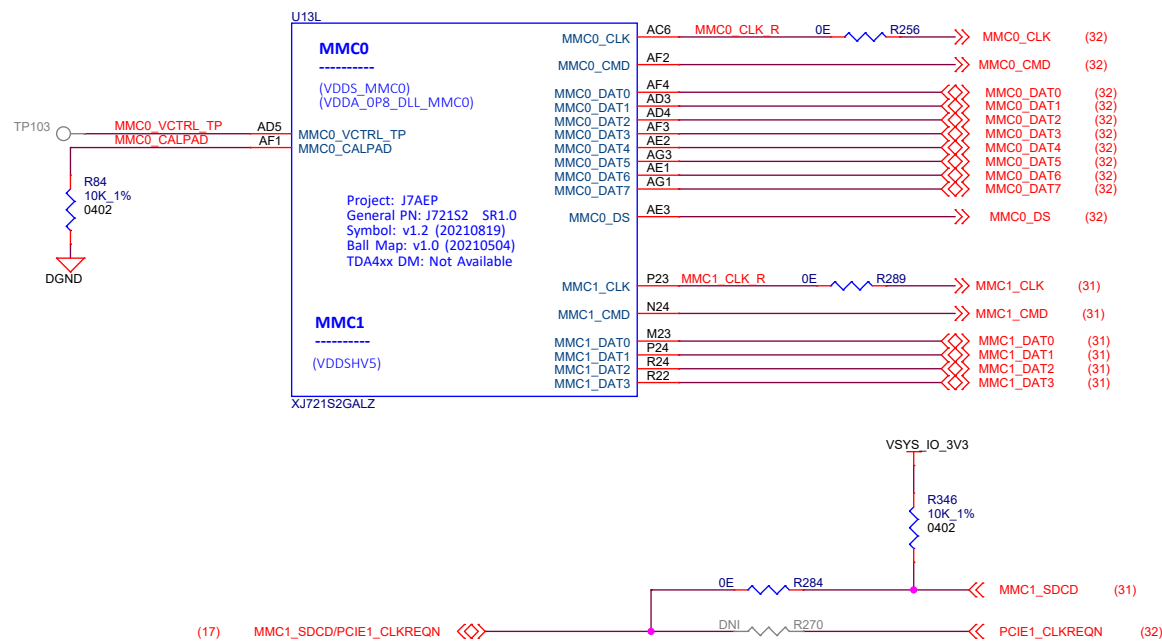 U13L
MMC0
----------
(VDDS_MMC0)
(VDDA_0P8_DLL_MMC0)
MMC0_CLK AC6 MMC0_CLK_R 0E R256 MMC0_CLK (32)
MMC0_CMD AF2 MMC0_CMD (32)
MMC0_DAT0 AF4 MMC0_DAT0 (32)
MMC0_DAT1 AD3 MMC0_DAT1 (32)
MMC0_DAT2 AD4 MMC0_DAT2 (32)
MMC0_DAT3 AF3 MMC0_DAT3 (32)
MMC0_DAT4 AE2 MMC0_DAT4 (32)
MMC0_DAT5 AG3 MMC0_DAT5 (32)
MMC0_DAT6 AE1 MMC0_DAT6 (32)
MMC0_DAT7 AG1 MMC0_DAT7 (32)
MMC0_DS AE3 MMC0_DS (32)
TP103 MMC0_VCTRL_TP AD5 MMC0_VCTRL_TP
MMC0_CALPAD AF1 MMC0_CALPAD
R84
10K_1%
0402
DGND
Project: J7AEP
General PN: J721S2 SR1.0
Symbol: v1.2 (20210819)
Ball Map: v1.0 (20210504)
TDA4xx DM: Not Available
MMC1_CLK P23 MMC1_CLK_R 0E R289 MMC1_CLK (31)
MMC1_CMD N24 MMC1_CMD (31)
MMC1
----------
(VDDSHV5)
MMC1_DAT0 M23 MMC1_DAT0 (31)
MMC1_DAT1 P24 MMC1_DAT1 (31)
MMC1_DAT2 R24 MMC1_DAT2 (31)
MMC1_DAT3 R22 MMC1_DAT3 (31)
XJ721S2GALZ
VSYS_IO_3V3
R346
10K_1%
0402
0E R284 MMC1_SDCD (31)
(17) MMC1_SDCD/PCIE1_CLKREQN DNI R270 PCIE1_CLKREQN (32)